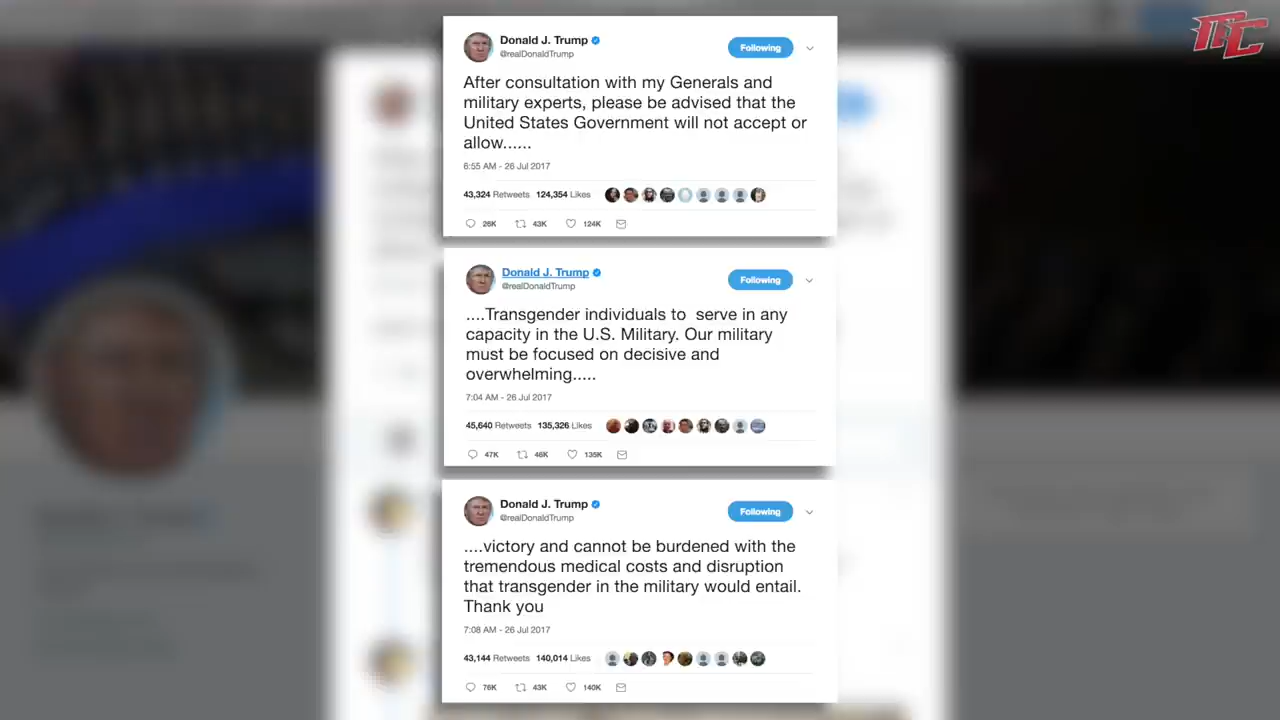 MC
Donald J. Trump
@realDonaldTrump
Following
After consultation with my Generals and
military experts, please be advised that the
United States Government will not accept or
allow......
6:55 AM - 26 Jul 2017
43,324 Retweets 124,354 Likes
26K 43K 124K
Donald J. Trump
@realDonaldTrump
Following
....Transgender individuals to serve in any
capacity in the U.S. Military. Our military
must be focused on decisive and
overwhelming.....
7:04 AM - 26 Jul 2017
45,640 Retweets 135,326 Likes
47K 46K 135K
Donald J. Trump
@realDonaldTrump
Following
....victory and cannot be burdened with the
tremendous medical costs and disruption
that transgender in the military would entail.
Thank you
7:08 AM - 26 Jul 2017
43,144 Retweets 140,014 Likes
76K 43K 140K